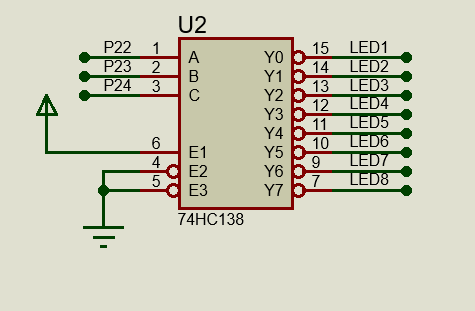 U2
P22 1 A Y0 15 LED1
P23 2 B Y1 14 LED2
P24 3 C Y2 13 LED3
Y3 12 LED4
Y4 11 LED5
6 E1 Y5 10 LED6
4 E2 Y6 9 LED7
5 E3 Y7 7 LED8
74HC138